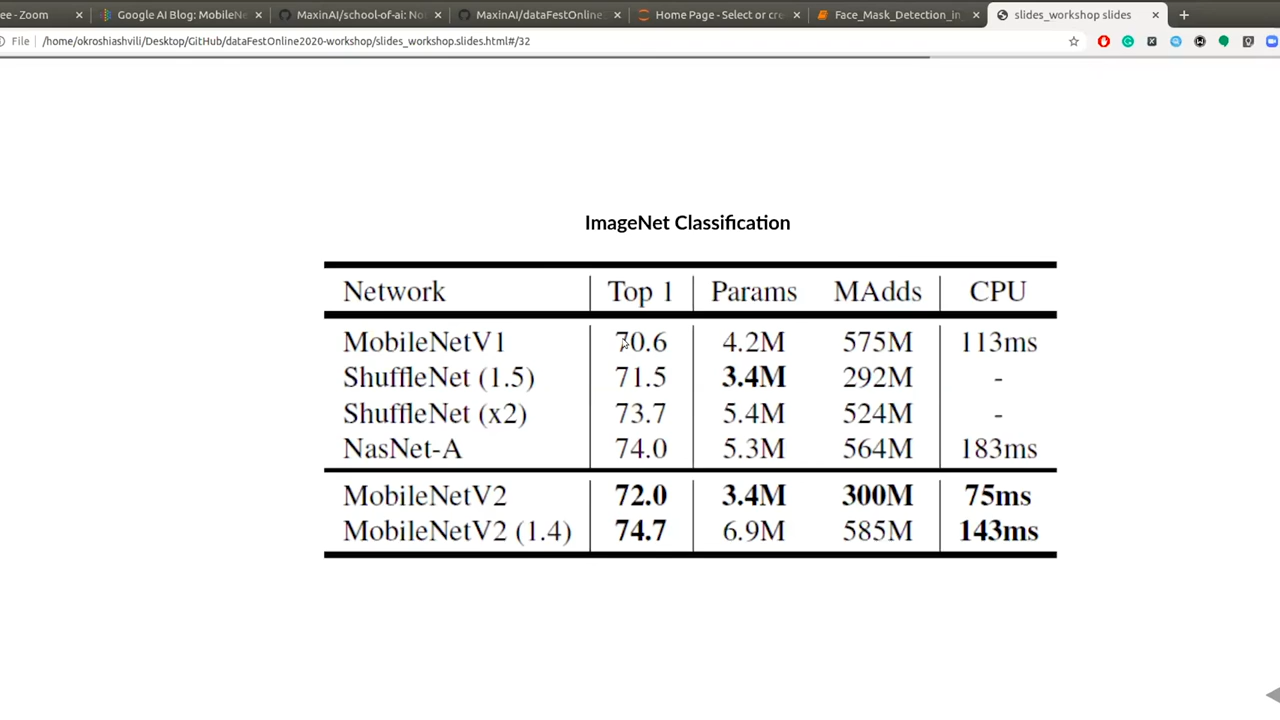 ee - Zoom
Google AI Blog: MobileNe
MaxinAI/school-of-ai: No
MaxinAI/dataFestOnline
Home Page - Select or cre
Face_Mask_Detection_in
slides_workshop slides
File /home/okroshiashvili/Desktop/GitHub/dataFestOnline2020-workshop/slides_workshop.slides.html#/32
ImageNet Classification
Network Top 1 Params MAdds CPU
MobileNetV1 70.6 4.2M 575M 113ms
ShuffleNet (1.5) 71.5 3.4M 292M -
ShuffleNet (x2) 73.7 5.4M 524M -
NasNet-A 74.0 5.3M 564M 183ms
MobileNetV2 72.0 3.4M 300M 75ms
MobileNetV2 (1.4) 74.7 6.9M 585M 143ms